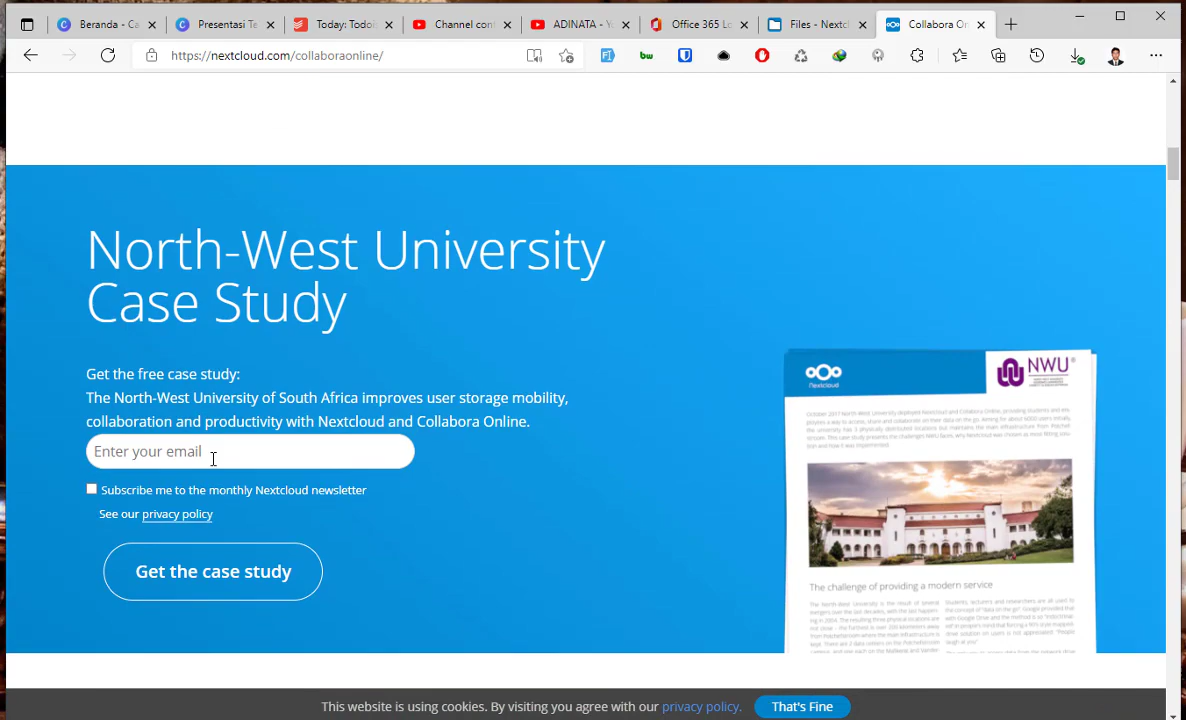 Beranda - Ca
Presentasi Te
Today: Todois
Channel cont
ADINATA - Yo
Office 365 Lo
Files - Nextcl
Collabora On
https://nextcloud.com/collaboraonline/
North-West University
Case Study
Get the free case study:
The North-West University of South Africa improves user storage mobility,
collaboration and productivity with Nextcloud and Collabora Online.
Enter your email
Subscribe me to the monthly Nextcloud newsletter
See our privacy policy
Get the case study
Nextcloud
NWU
The challenge of providing a modern service
This website is using cookies. By visiting you agree with our privacy policy.
That's Fine